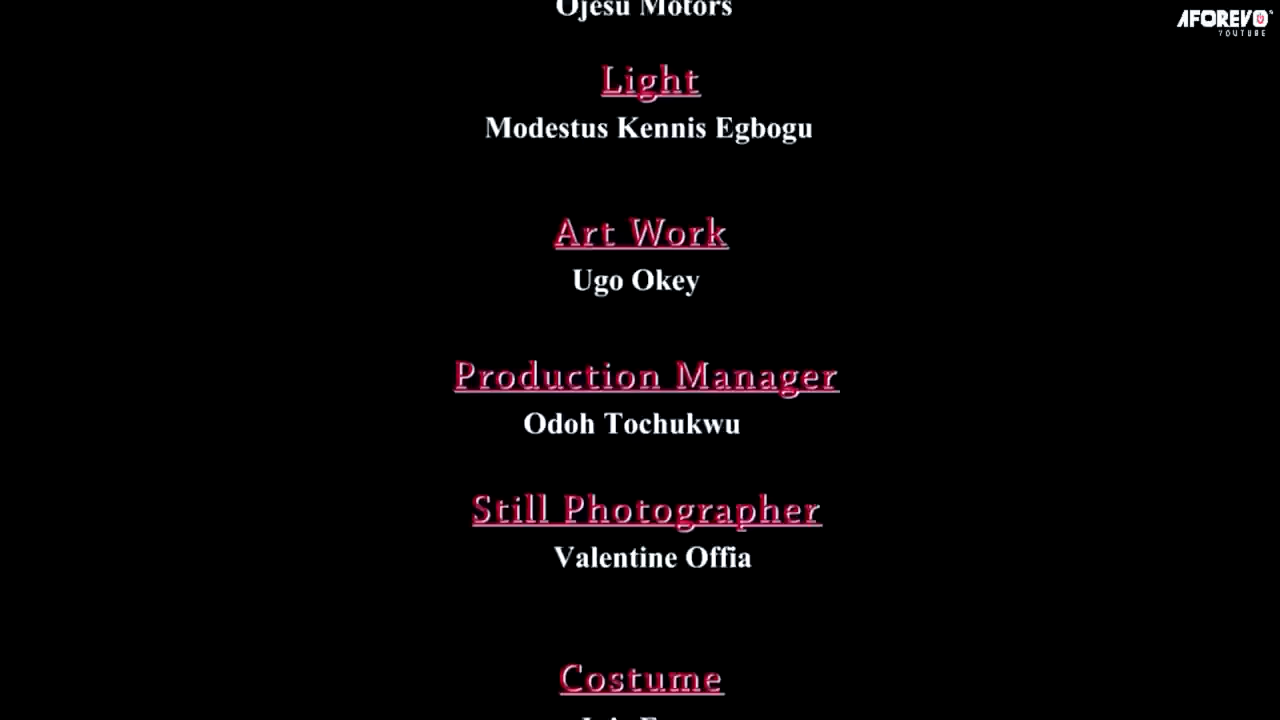 Ojesu Motors
AFOREVO
YOUTUBE
Light
Modestus Kennis Egbogu
Art Work
Ugo Okey
Production Manager
Odoh Tochukwu
Still Photographer
Valentine Offia
Costume